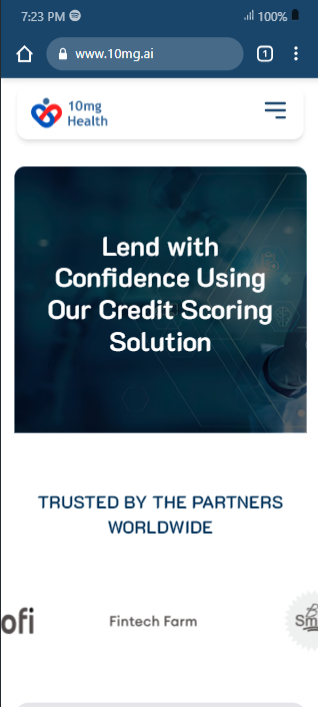 7:23 PM 100%
www.10mg.ai 1
10mg
Health
Lend with
Confidence Using
Our Credit Scoring
Solution
TRUSTED BY THE PARTNERS
WORLDWIDE
ofi Fintech Farm Sm